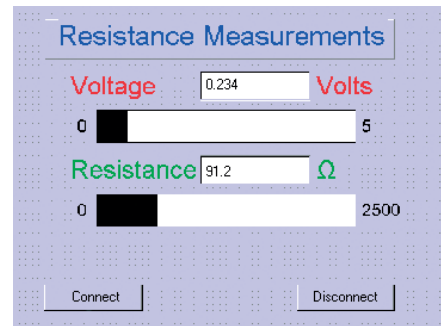 Resistance Measurements
Voltage 0.234 Volts
0 5
Resistance 91.2 Ω
0 2500
Connect Disconnect